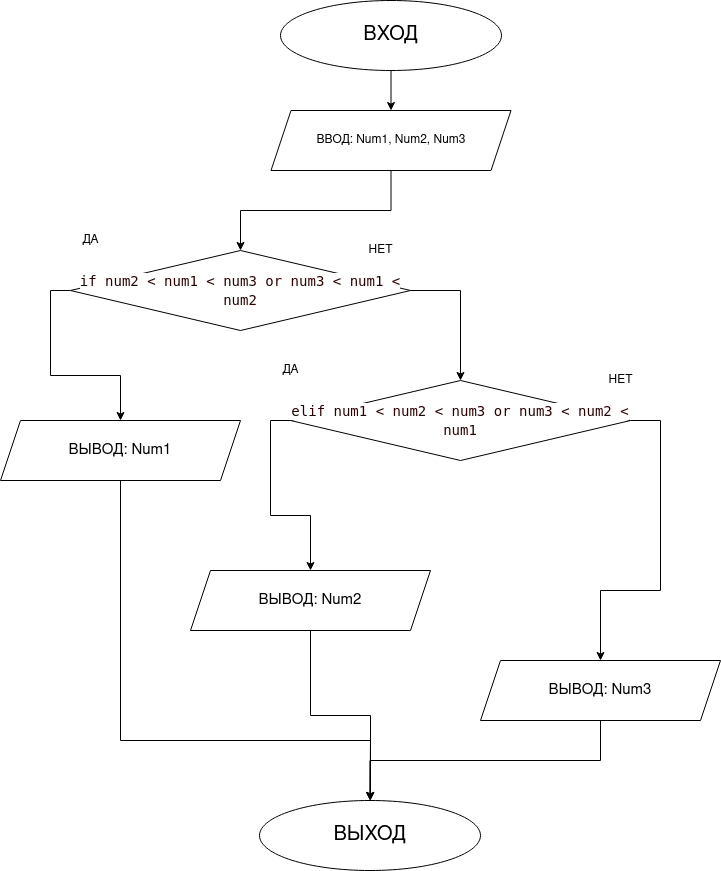 ВХОД
ВВОД: Num1, Num2, Num3
ДА
НЕТ
if num2 < num1 < num3 or num3 < num1 <
num2
ДА
НЕТ
elif num1 < num2 < num3 or num3 < num2 <
num1
ВЫВОД: Num1
ВЫВОД: Num2
ВЫВОД: Num3
ВЫХОД